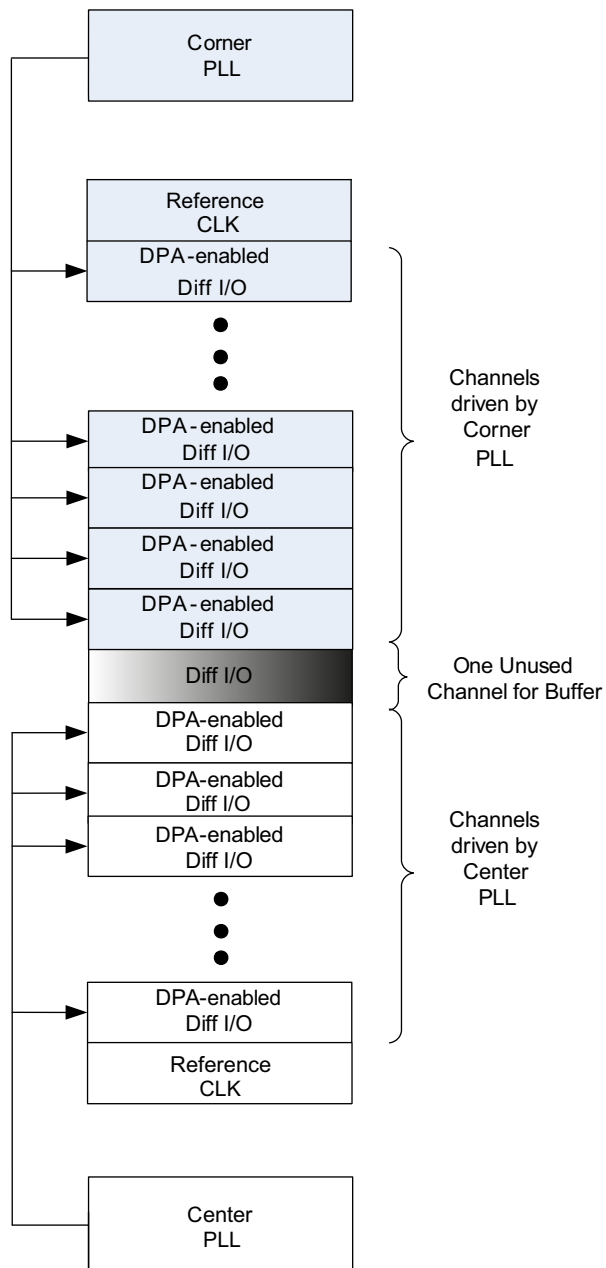 Corner
PLL
Reference
CLK
DPA-enabled
Diff I/O
DPA-enabled
Diff I/O
DPA-enabled
Diff I/O
DPA-enabled
Diff I/O
DPA-enabled
Diff I/O
Channels
driven by
Corner
PLL
Diff I/O
One Unused
Channel for Buffer
DPA-enabled
Diff I/O
DPA-enabled
Diff I/O
DPA-enabled
Diff I/O
DPA-enabled
Diff I/O
Channels
driven by
Center
PLL
Reference
CLK
Center
PLL